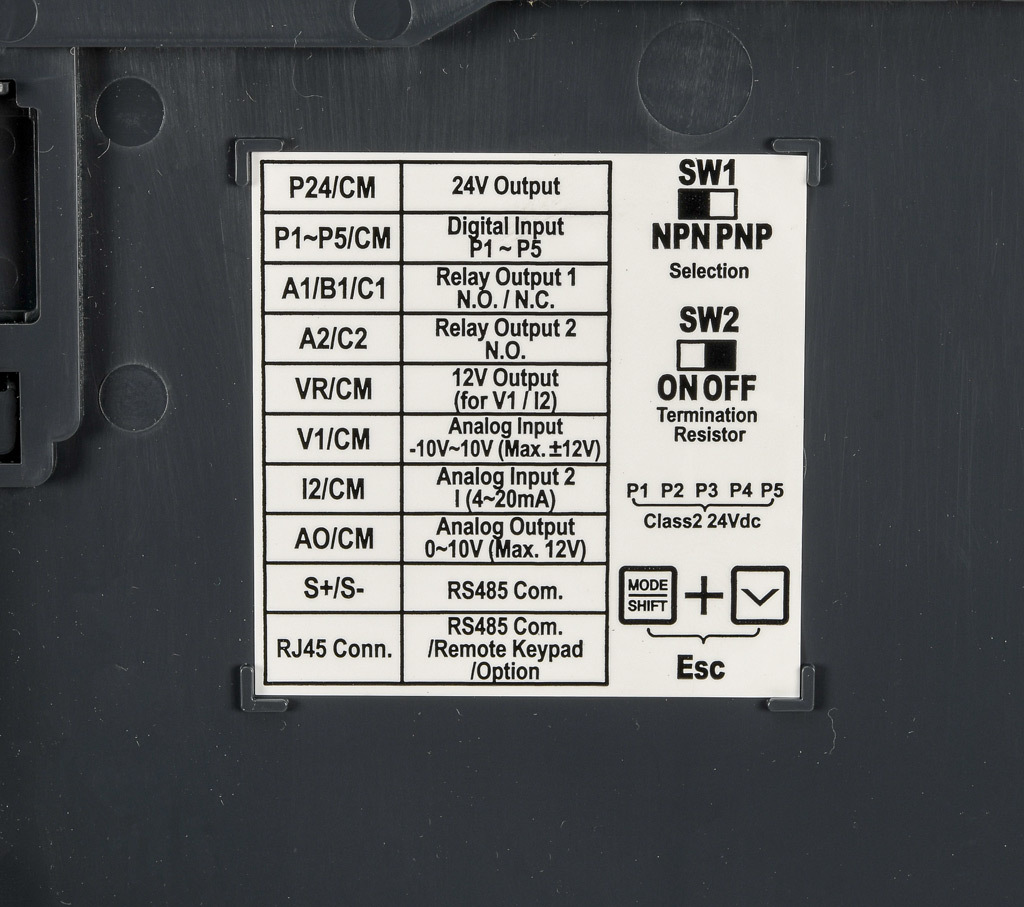 P24/CM
24V Output
P1~P5/CM
Digital Input
P1 ~ P5
A1/B1/C1
Relay Output 1
N.O. / N.C.
A2/C2
Relay Output 2
N.O.
VR/CM
12V Output
(for V1 / I2)
V1/CM
Analog Input
-10V~10V (Max. ±12V)
I2/CM
Analog Input 2
I (4~20mA)
AO/CM
Analog Output
0~10V (Max. 12V)
S+/S-
RS485 Com.
RJ45 Conn.
RS485 Com.
/Remote Keypad
/Option
SW1
NPN PNP
Selection
SW2
ON OFF
Termination
Resistor
P1 P2 P3 P4 P5
Class2 24Vdc
MODE
SHIFT
+
Esc